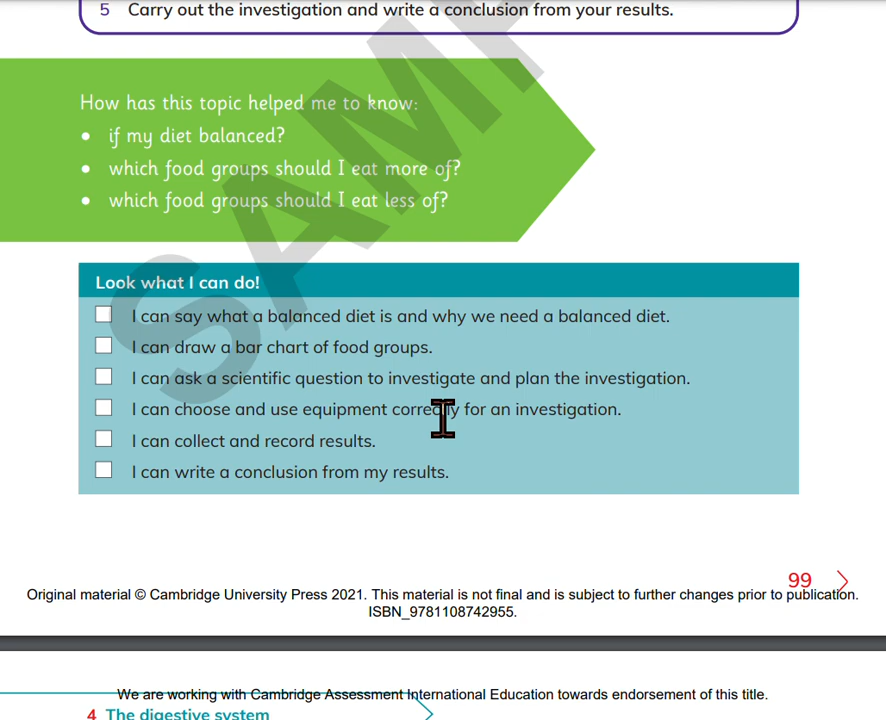 5 Carry out the investigation and write a conclusion from your results.
How has this topic helped me to know:
• if my diet balanced?
• which food groups should I eat more of?
• which food groups should I eat less of?
Look what I can do!
I can say what a balanced diet is and why we need a balanced diet.
I can draw a bar chart of food groups.
I can ask a scientific question to investigate and plan the investigation.
I can choose and use equipment correctly for an investigation.
I can collect and record results.
I can write a conclusion from my results.
99
Original material © Cambridge University Press 2021. This material is not final and is subject to further changes prior to publication.
ISBN_9781108742955.
We are working with Cambridge Assessment International Education towards endorsement of this title.
4 The digestive system
SAMP